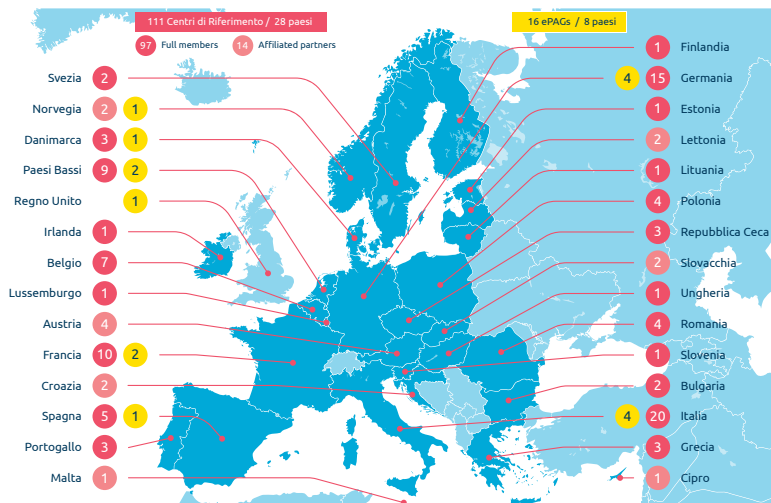 111 Centri di Riferimento / 28 paesi
97 Full members 14 Affiliated partners
16 ePAGs / 8 paesi
Svezia 2
Norvegia 2 1
Danimarca 3 1
Paesi Bassi 9 2
Regno Unito 1
Irlanda 1
Belgio 7
Lussemburgo 1
Austria 4
Francia 10 2
Croazia 2
Spagna 5 1
Portogallo 3
Malta 1
1 Finlandia
4 15 Germania
1 Estonia
2 Lettonia
1 Lituania
4 Polonia
3 Repubblica Ceca
2 Slovacchia
1 Ungheria
4 Romania
1 Slovenia
2 Bulgaria
4 20 Italia
3 Grecia
1 Cipro